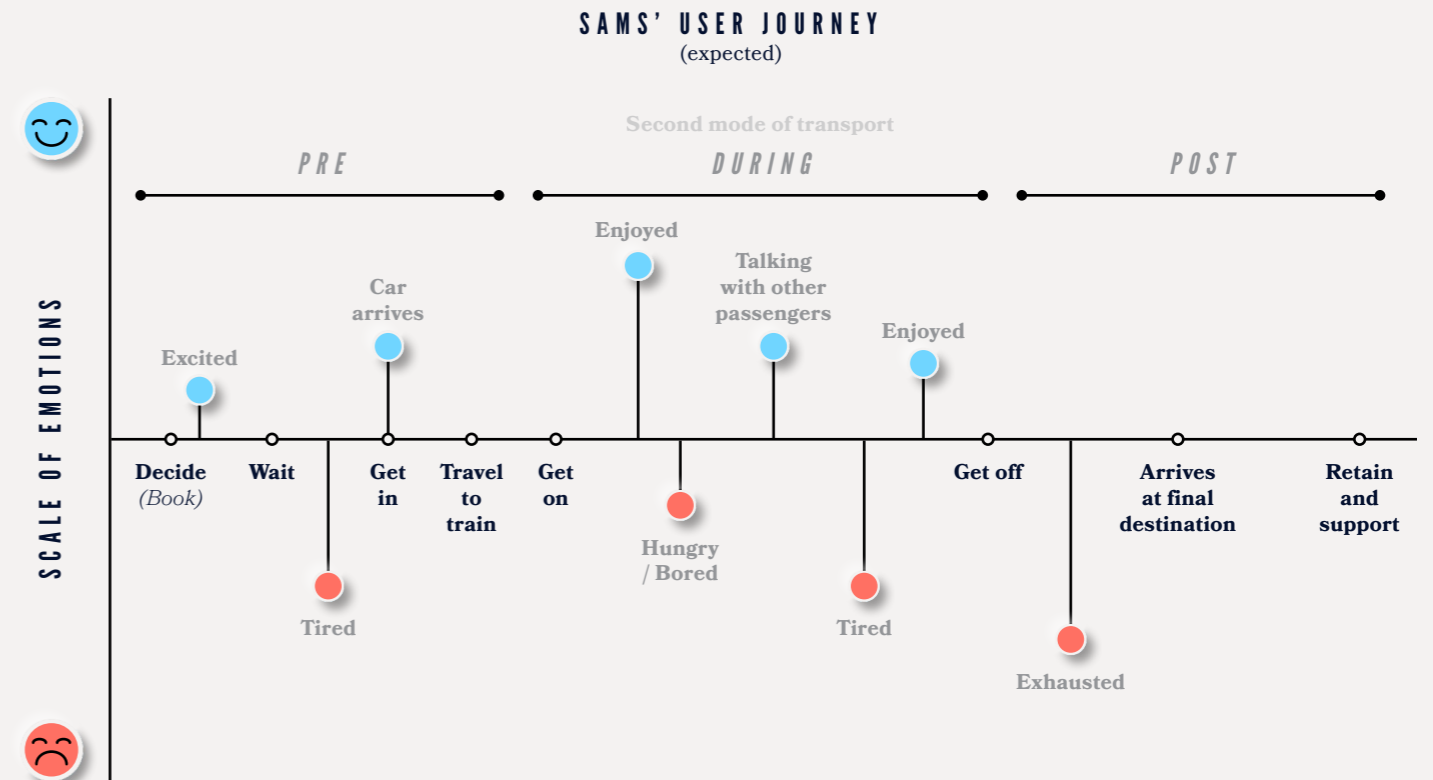 SAMS' USER JOURNEY
(expected)
Second mode of transport
PRE
DURING
POST
SCALE OF EMOTIONS
Enjoyed
Talking
with other
passengers
Car
arrives
Enjoyed
Excited
Decide
(Book)
Wait
Get
in
Travel
to
train
Get
on
Get off
Arrives
at final
destination
Retain
and
support
Hungry
/ Bored
Tired
Tired
Exhausted